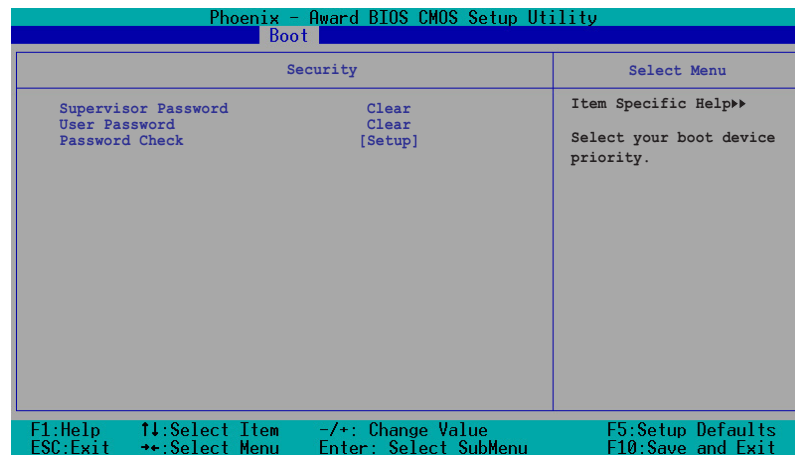 Phoenix - Award BIOS CMOS Setup Utility
Boot
Security
Select Menu
Supervisor Password Clear
User Password Clear
Password Check [Setup]
Item Specific Help▸▸
Select your boot device
priority.
F1:Help ↑↓:Select Item -/+: Change Value F5:Setup Defaults
ESC:Exit →←:Select Menu Enter: Select SubMenu F10:Save and Exit